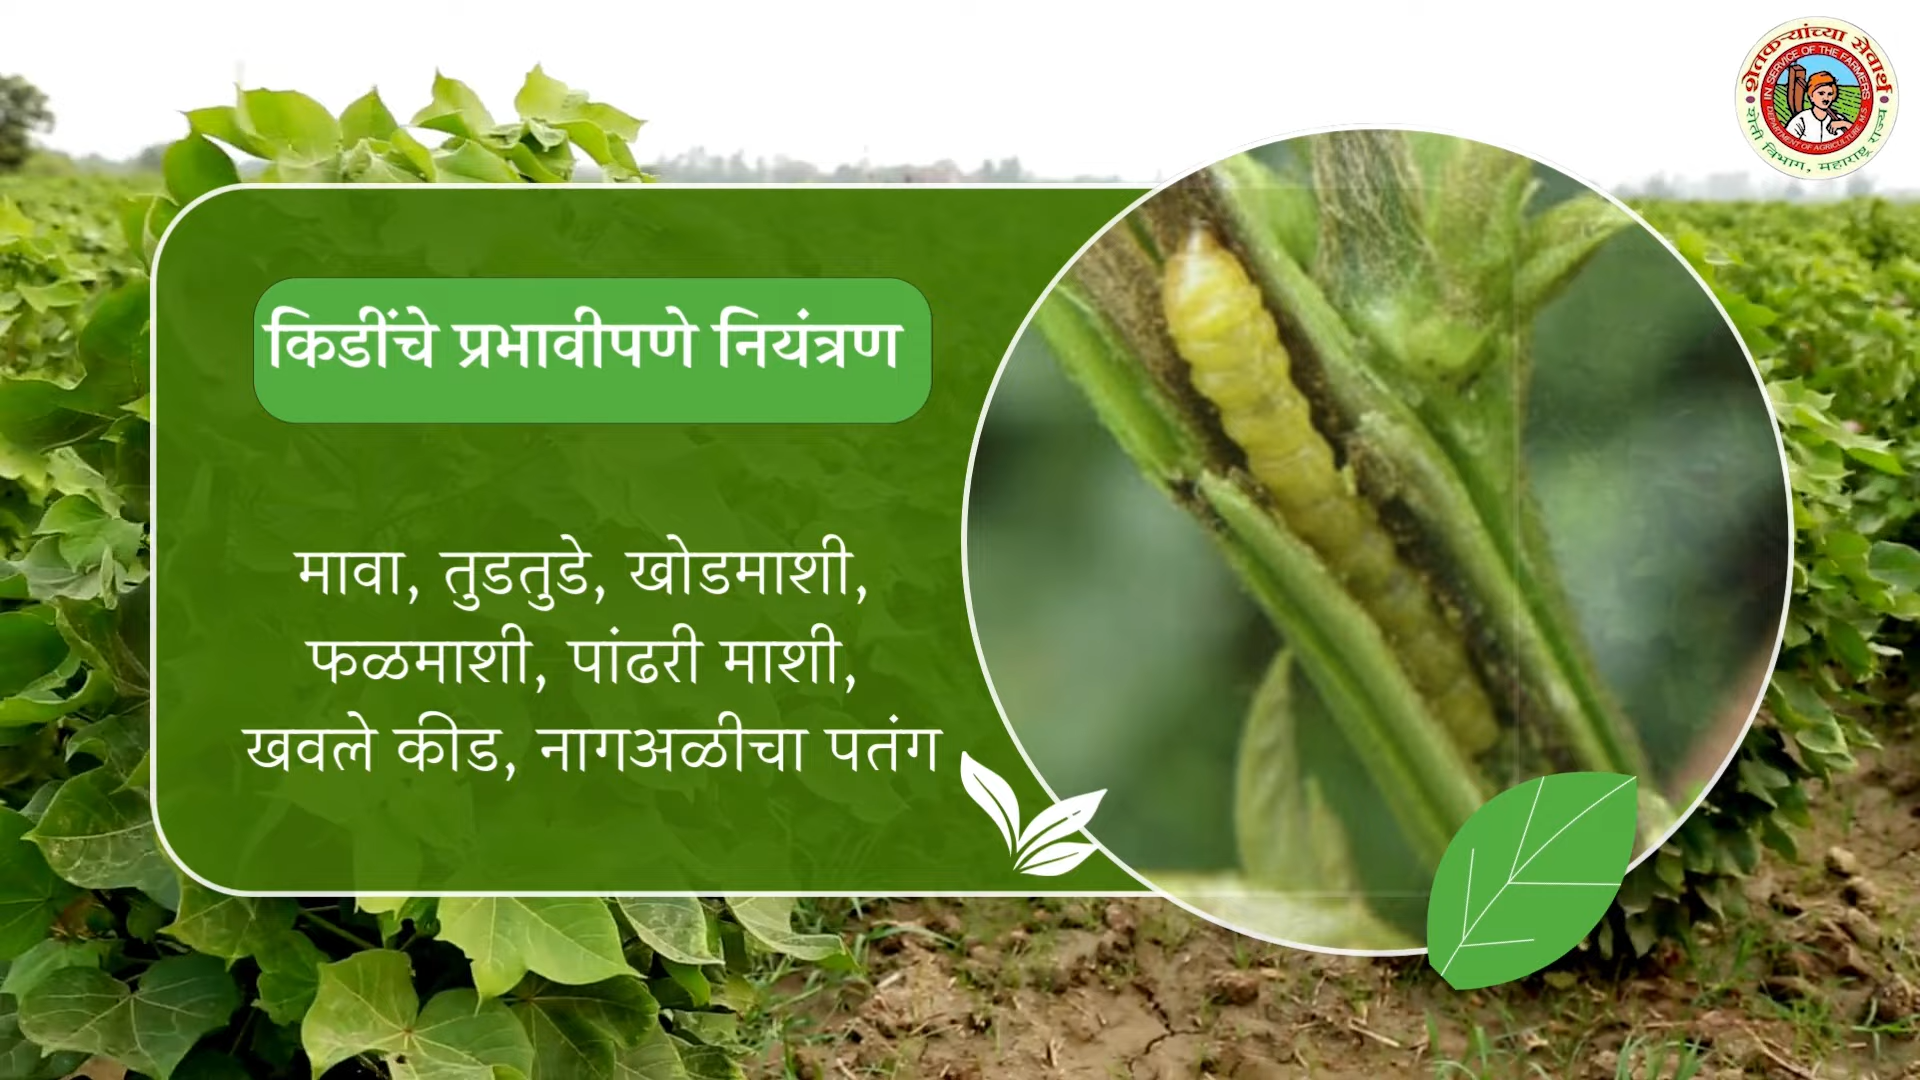 शेतकऱ्यांच्या सेवार्थ
IN SERVICE OF THE FARMERS
DEPARTMENT OF AGRICULTURE M.S.
शेती विभाग, महाराष्ट्र राज्य
किडींचे प्रभावीपणे नियंत्रण
मावा, तुडतुडे, खोडमाशी,
फळमाशी, पांढरी माशी,
खवले कीड, नागअळीचा पतंग